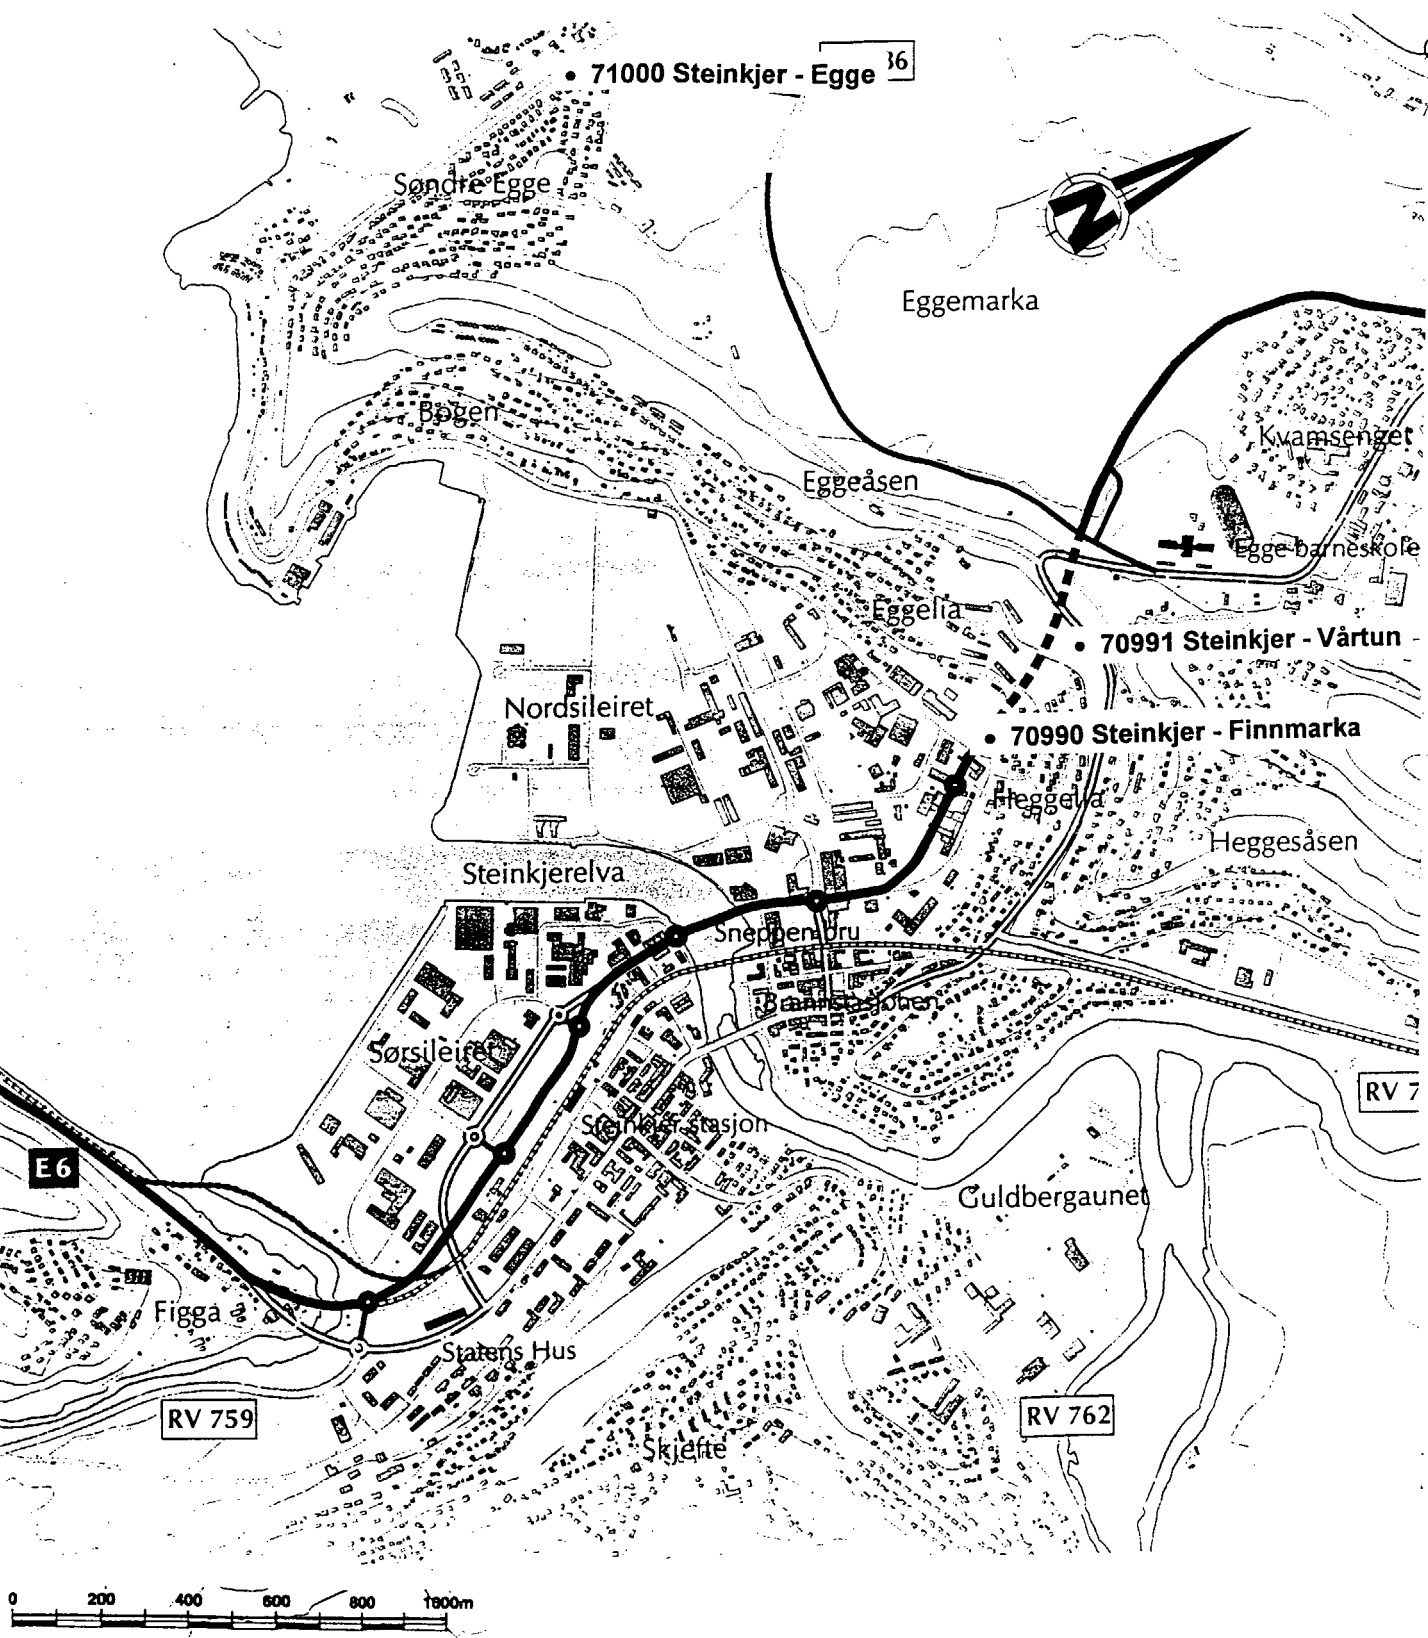 71000 Steinkjer - Egge
36
Søndre Egge
N
Eggemarka
Bogen
Kvamsenget
Eggeåsen
Egge barneskole
Eggelia
70991 Steinkjer - Vårtun
Nordsileiret
70990 Steinkjer - Finnmarka
Heggelia
Heggesåsen
Steinkjerelva
Sneppen bru
Brannstasjonen
Sørsileiret
RV 7
Steinkjer stasjon
E6
Guldbergaunet
Figga
Statens Hus
RV 759
RV 762
Skjefte
0 200 400 600 800 1000m